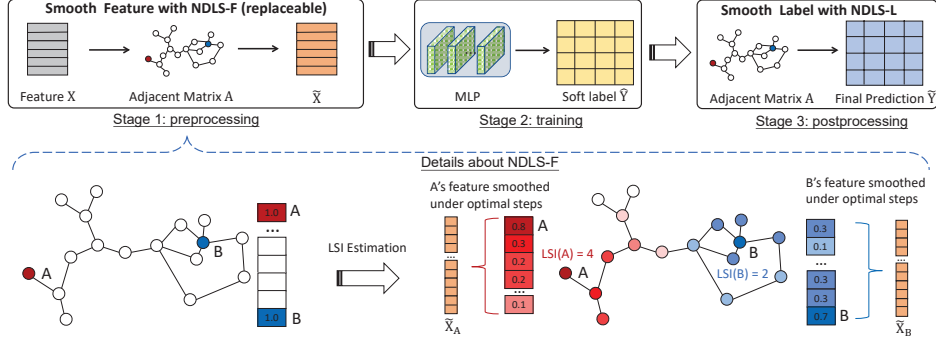 Smooth Feature with NDLS-F (replaceable)
Feature X
Adjacent Matrix A
X̃
Stage 1: preprocessing
MLP
Soft label Ŷ
Stage 2: training
Smooth Label with NDLS-L
Adjacent Matrix A
Final Prediction Ỹ
Stage 3: postprocessing
Details about NDLS-F
A
B
1.0
A
...
1.0
B
LSI Estimation
A's feature smoothed
under optimal steps
...
X̃A
0.8
A
0.3
0.2
0.2
...
0.1
LSI(A) = 4
A
B
LSI(B) = 2
B's feature smoothed
under optimal steps
0.3
0.1
...
0.3
0.3
0.7
B
...
X̃B